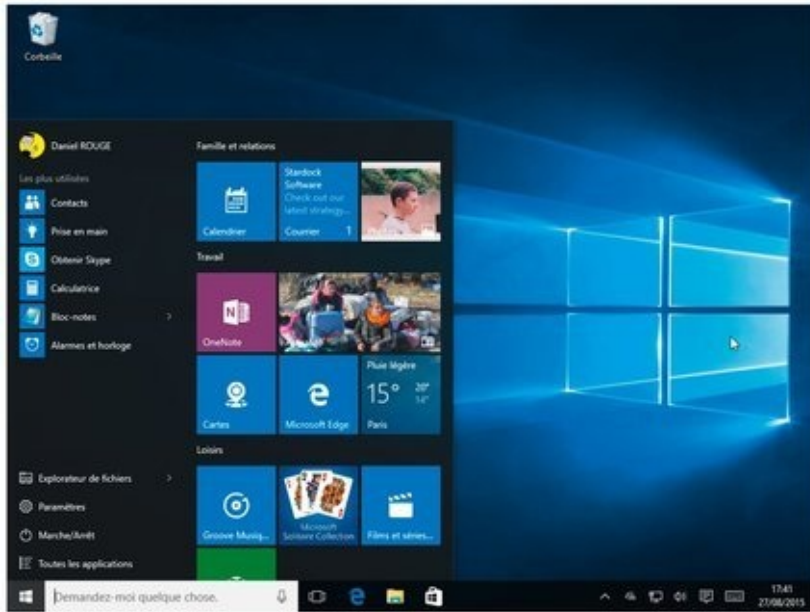 Corbeille
Daniel ROUGE
Les plus utilisées
Contacts
Prise en main
Obtenir Skype
Calculatrice
Bloc-notes
Alarmes et horloge
Explorateur de fichiers
Paramètres
Marche/Arrêt
Toutes les applications
Famille et relations
Calendrier
Stardock
Software
Check out our
latest strategy...
Courrier 1
Travail
OneNote
Cartes
Microsoft Edge
Pluie légère
15° 20°
14°
Paris
Loisirs
Groove Musiq...
Microsoft
Solitaire Collection
Films et séries...
Demandez-moi quelque chose.
17:41
27/08/2015